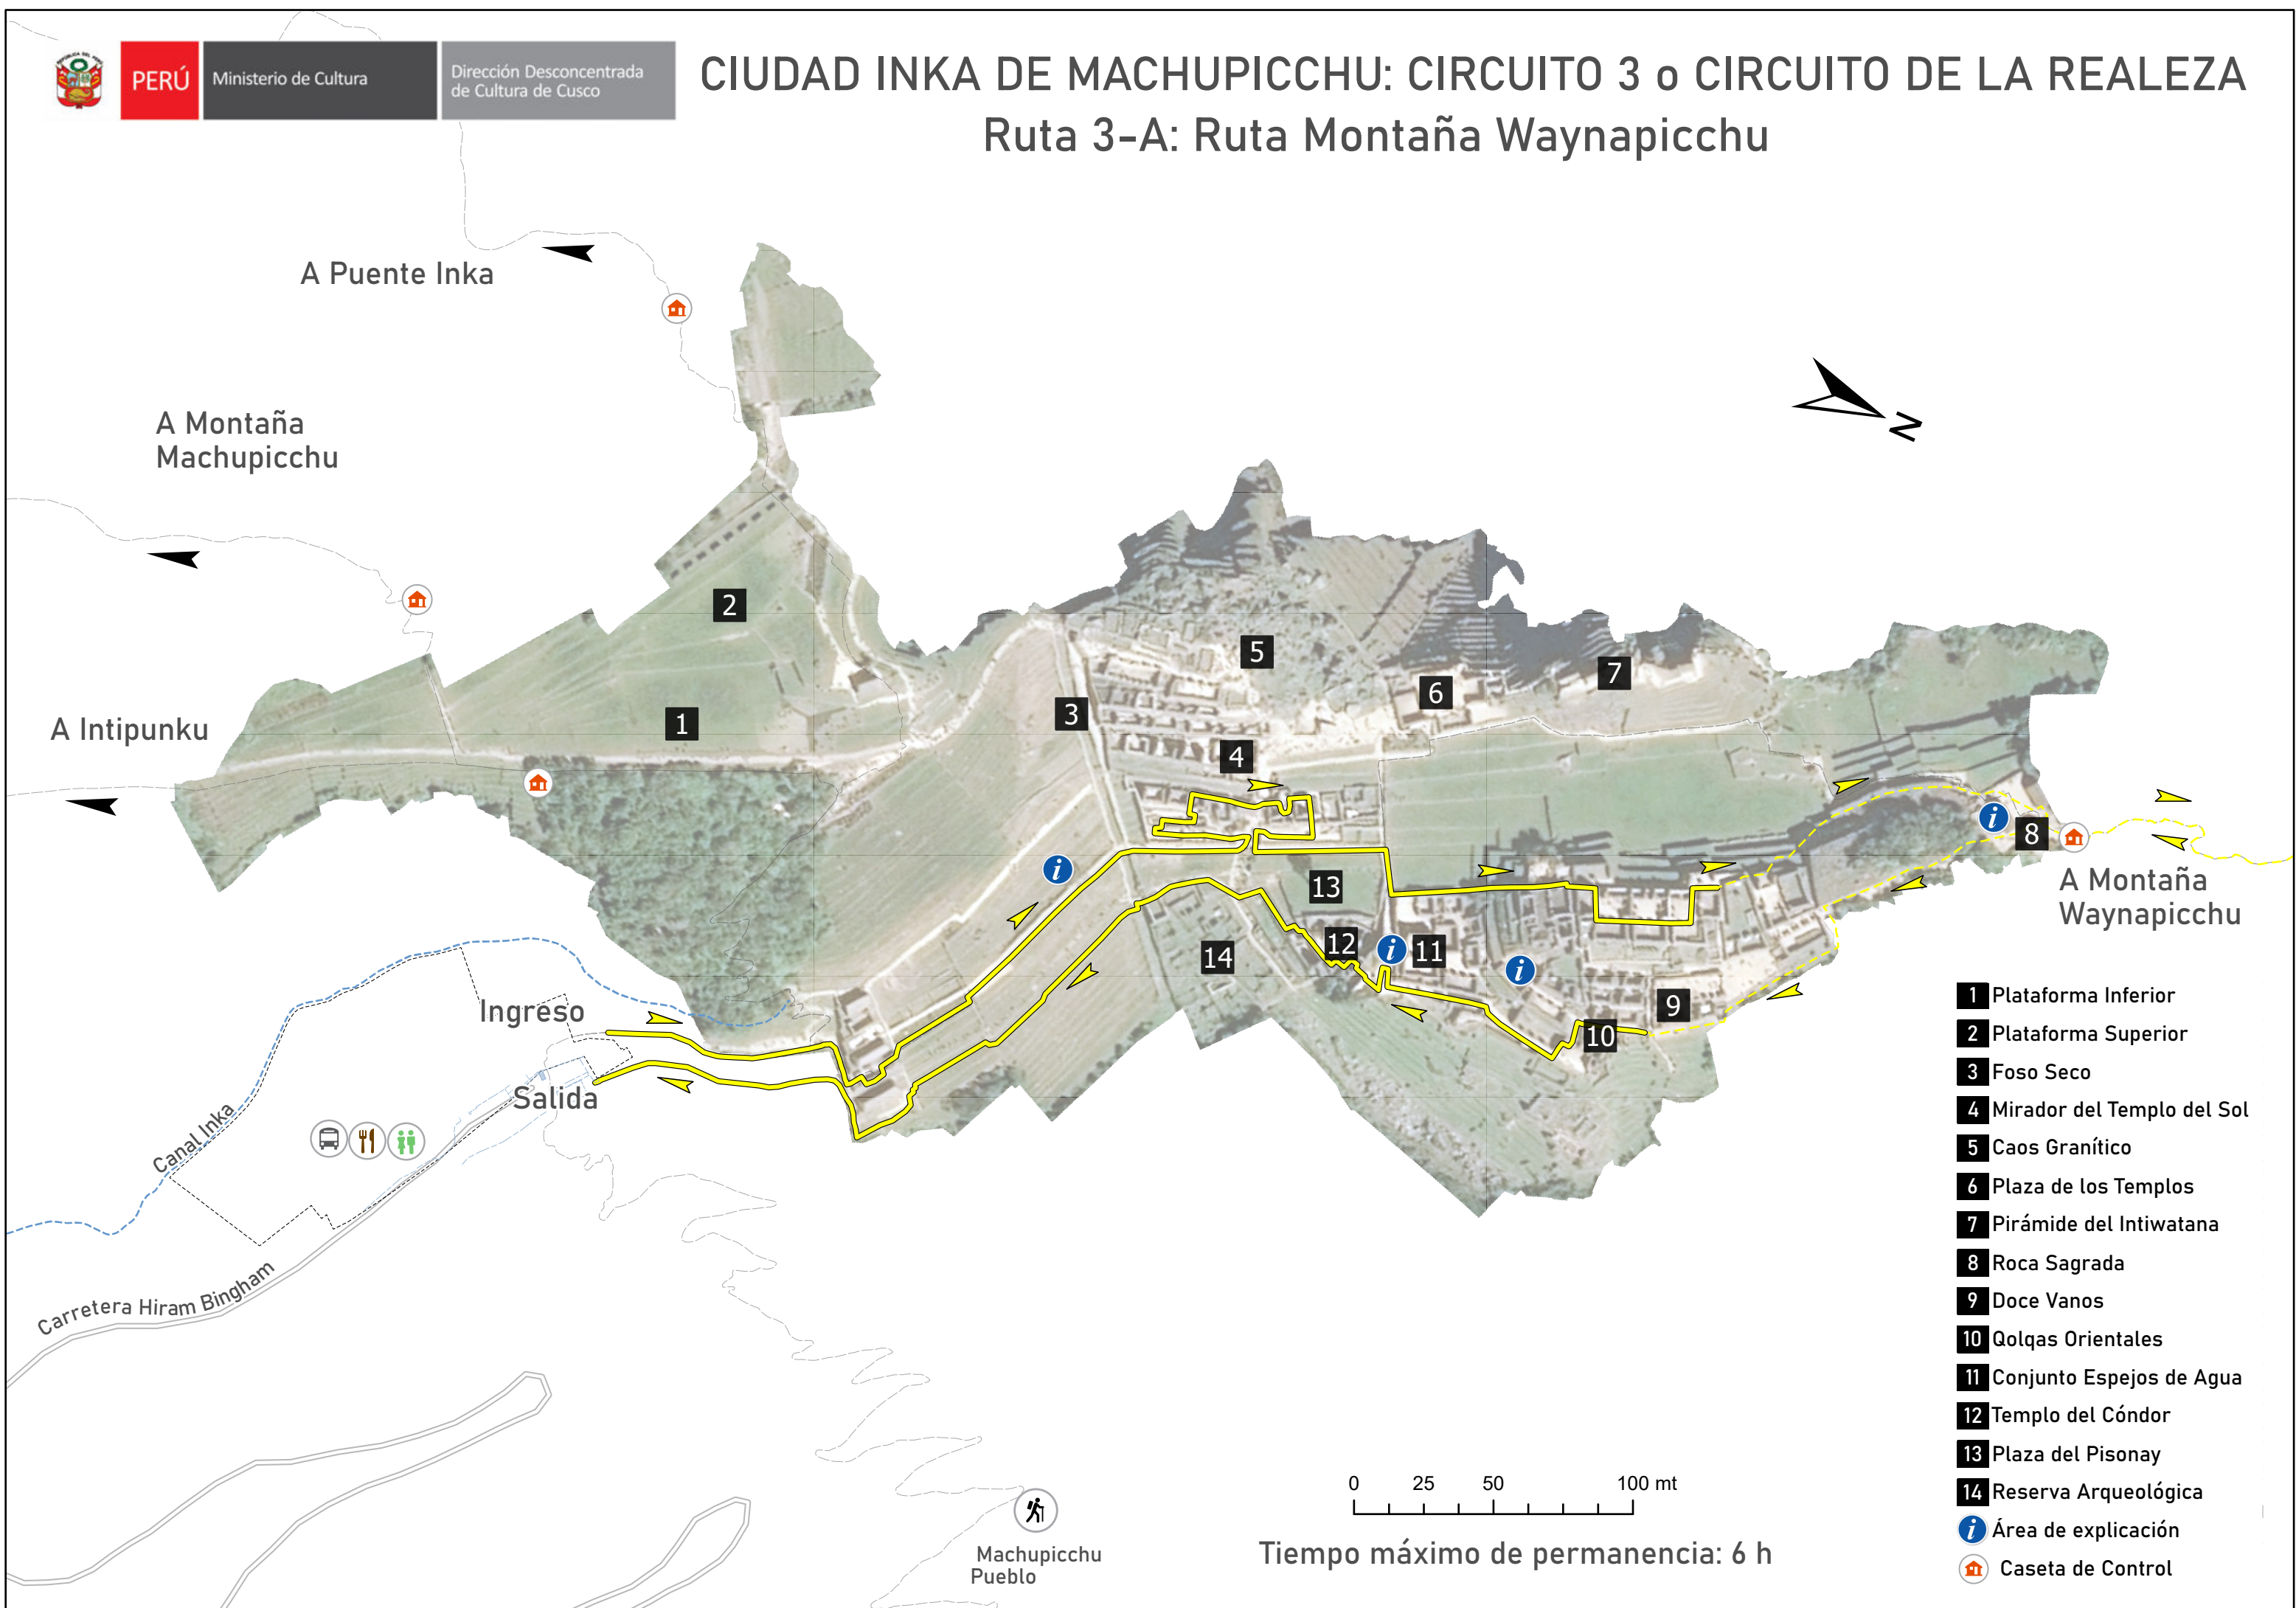 PERÚ
Ministerio de Cultura
Dirección Desconcentrada
de Cultura de Cusco
CIUDAD INKA DE MACHUPICCHU: CIRCUITO 3 o CIRCUITO DE LA REALEZA
Ruta 3-A: Ruta Montaña Waynapicchu
A Puente Inka
A Montaña
Machupicchu
A Intipunku
N
2
1
3
5
4
6
7
8
A Montaña
Waynapicchu
13
12
11
14
9
10
Ingreso
Salida
Canal Inka
Carretera Hiram Bingham
Machupicchu
Pueblo
0 25 50 100 mt
Tiempo máximo de permanencia: 6 h
1 Plataforma Inferior
2 Plataforma Superior
3 Foso Seco
4 Mirador del Templo del Sol
5 Caos Granítico
6 Plaza de los Templos
7 Pirámide del Intiwatana
8 Roca Sagrada
9 Doce Vanos
10 Qolqas Orientales
11 Conjunto Espejos de Agua
12 Templo del Cóndor
13 Plaza del Pisonay
14 Reserva Arqueológica
i Área de explicación
Caseta de Control